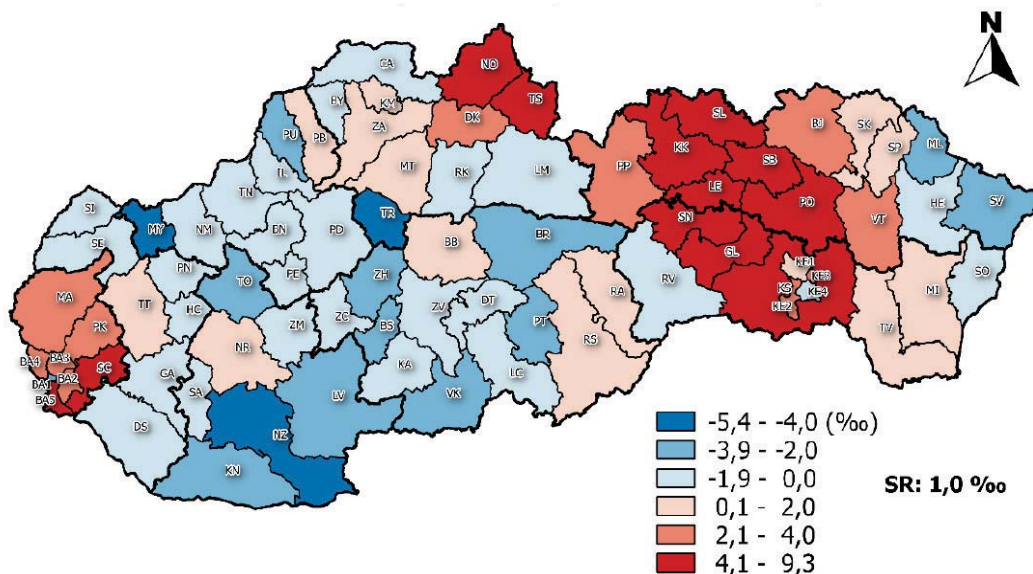 N
CA
NO
TS
BY
KM
DK
PU
PB
ZA
MT
RK
LM
IL
TN
TR
PD
BN
SI
MY
NM
SE
PN
TO
PE
ZH
BB
BR
MA
TT
HC
ZM
ZC
BS
ZV
DT
PT
RS
RA
RV
PK
NR
BA4
BA3
SC
BA1
BA2
BA5
GA
SA
KA
LC
DS
NZ
LV
VK
KN
PP
SL
KK
SB
LE
PO
SN
GL
BJ
SK
SP
ML
HE
SV
VT
SO
MI
TV
KE1
KE3
KS
KE4
KE2
-5,4 - -4,0 (‰)
-3,9 - -2,0
-1,9 - 0,0
0,1 - 2,0
2,1 - 4,0
4,1 - 9,3
SR: 1,0 ‰